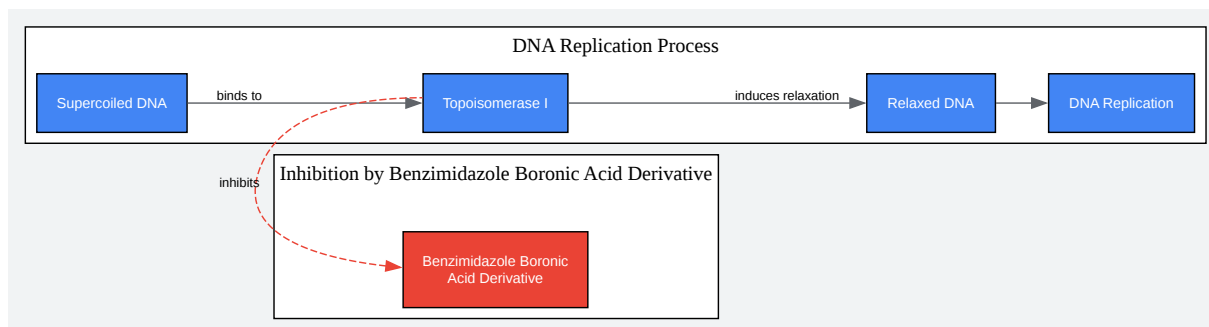 DNA Replication Process
Supercoiled DNA
binds to
Topoisomerase I
induces relaxation
Relaxed DNA
DNA Replication
inhibits
Inhibition by Benzimidazole Boronic Acid Derivative
Benzimidazole Boronic
Acid Derivative